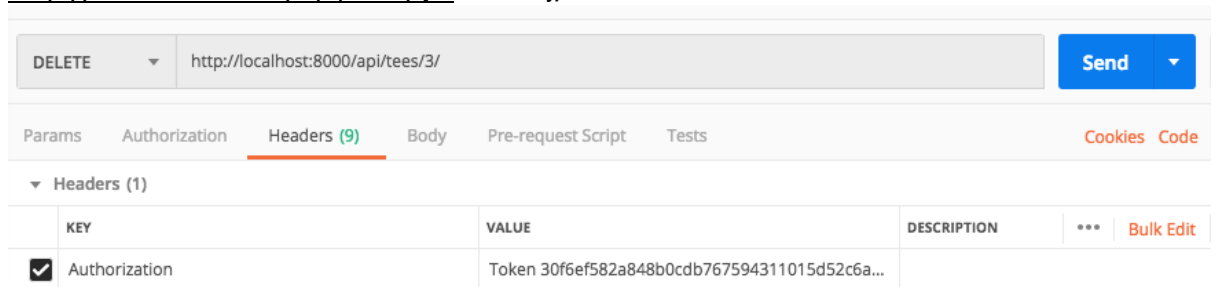 DELETE http://localhost:8000/api/tees/3/ Send
Params Authorization Headers (9) Body Pre-request Script Tests Cookies Code
Headers (1)
KEY VALUE DESCRIPTION ••• Bulk Edit
Authorization Token 30f6ef582a848b0cdb767594311015d52c6a...